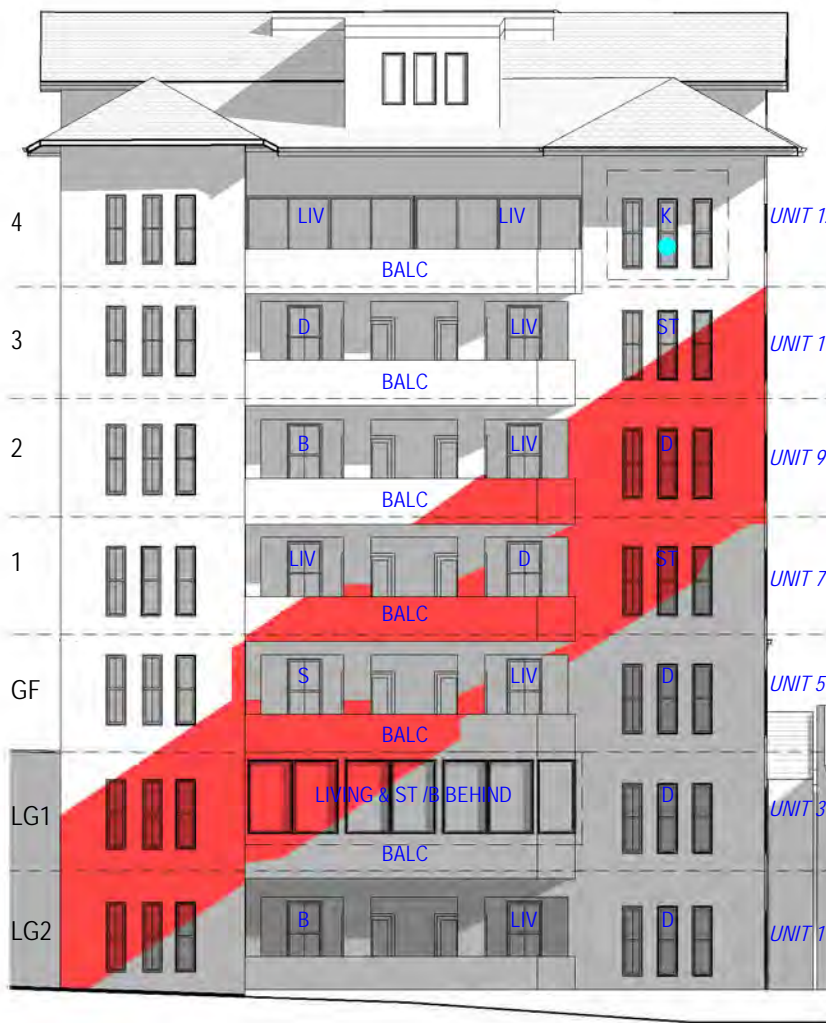 4 LIV LIV K UNIT 1
BALC
3 D LIV ST UNIT 1
BALC
2 B LIV D UNIT 9
BALC
1 LIV D ST UNIT 7
BALC
GF S LIV D UNIT 5
BALC
LG1 LIVING & ST /B BEHIND D UNIT 3
BALC
LG2 B LIV D UNIT 1